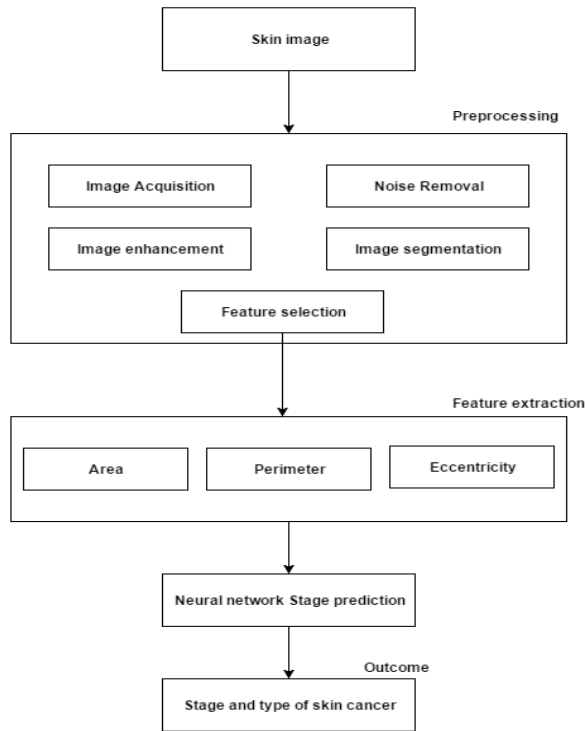 Skin image
Preprocessing
Image Acquisition
Noise Removal
Image enhancement
Image segmentation
Feature selection
Feature extraction
Area
Perimeter
Eccentricity
Neural network Stage prediction
Outcome
Stage and type of skin cancer